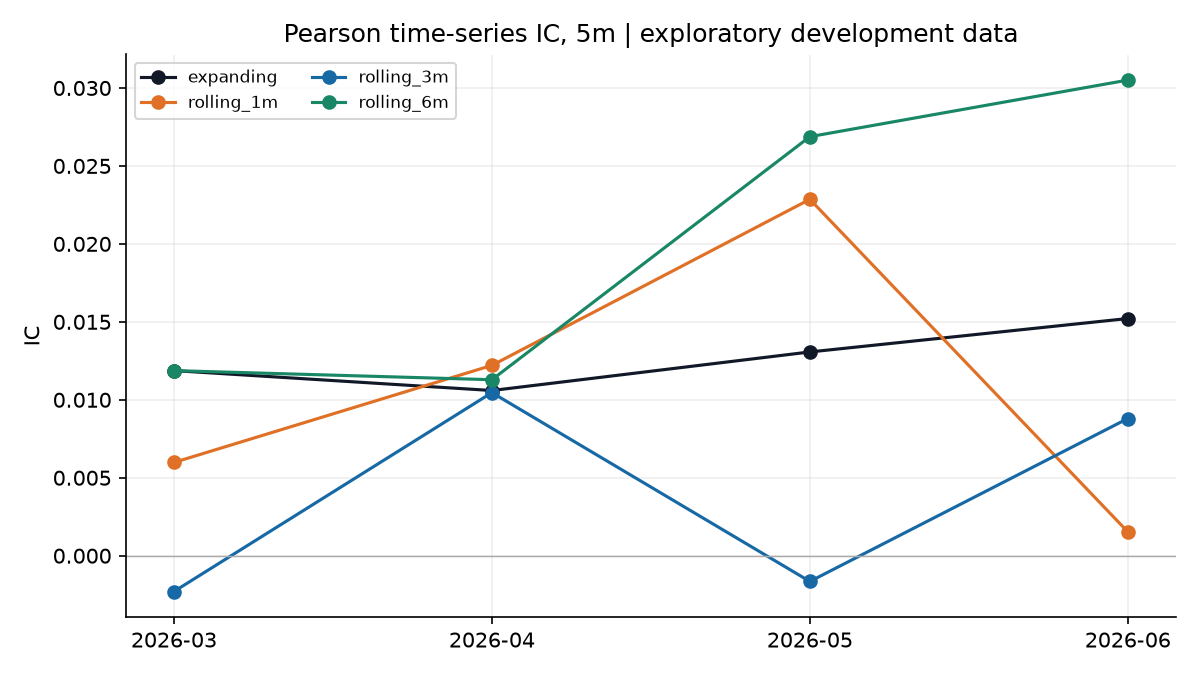 Pearson time-series IC, 5m | exploratory development data
expanding
rolling_1m
rolling_3m
rolling_6m
IC
0.030
0.025
0.020
0.015
0.010
0.005
0.000
2026-03
2026-04
2026-05
2026-06